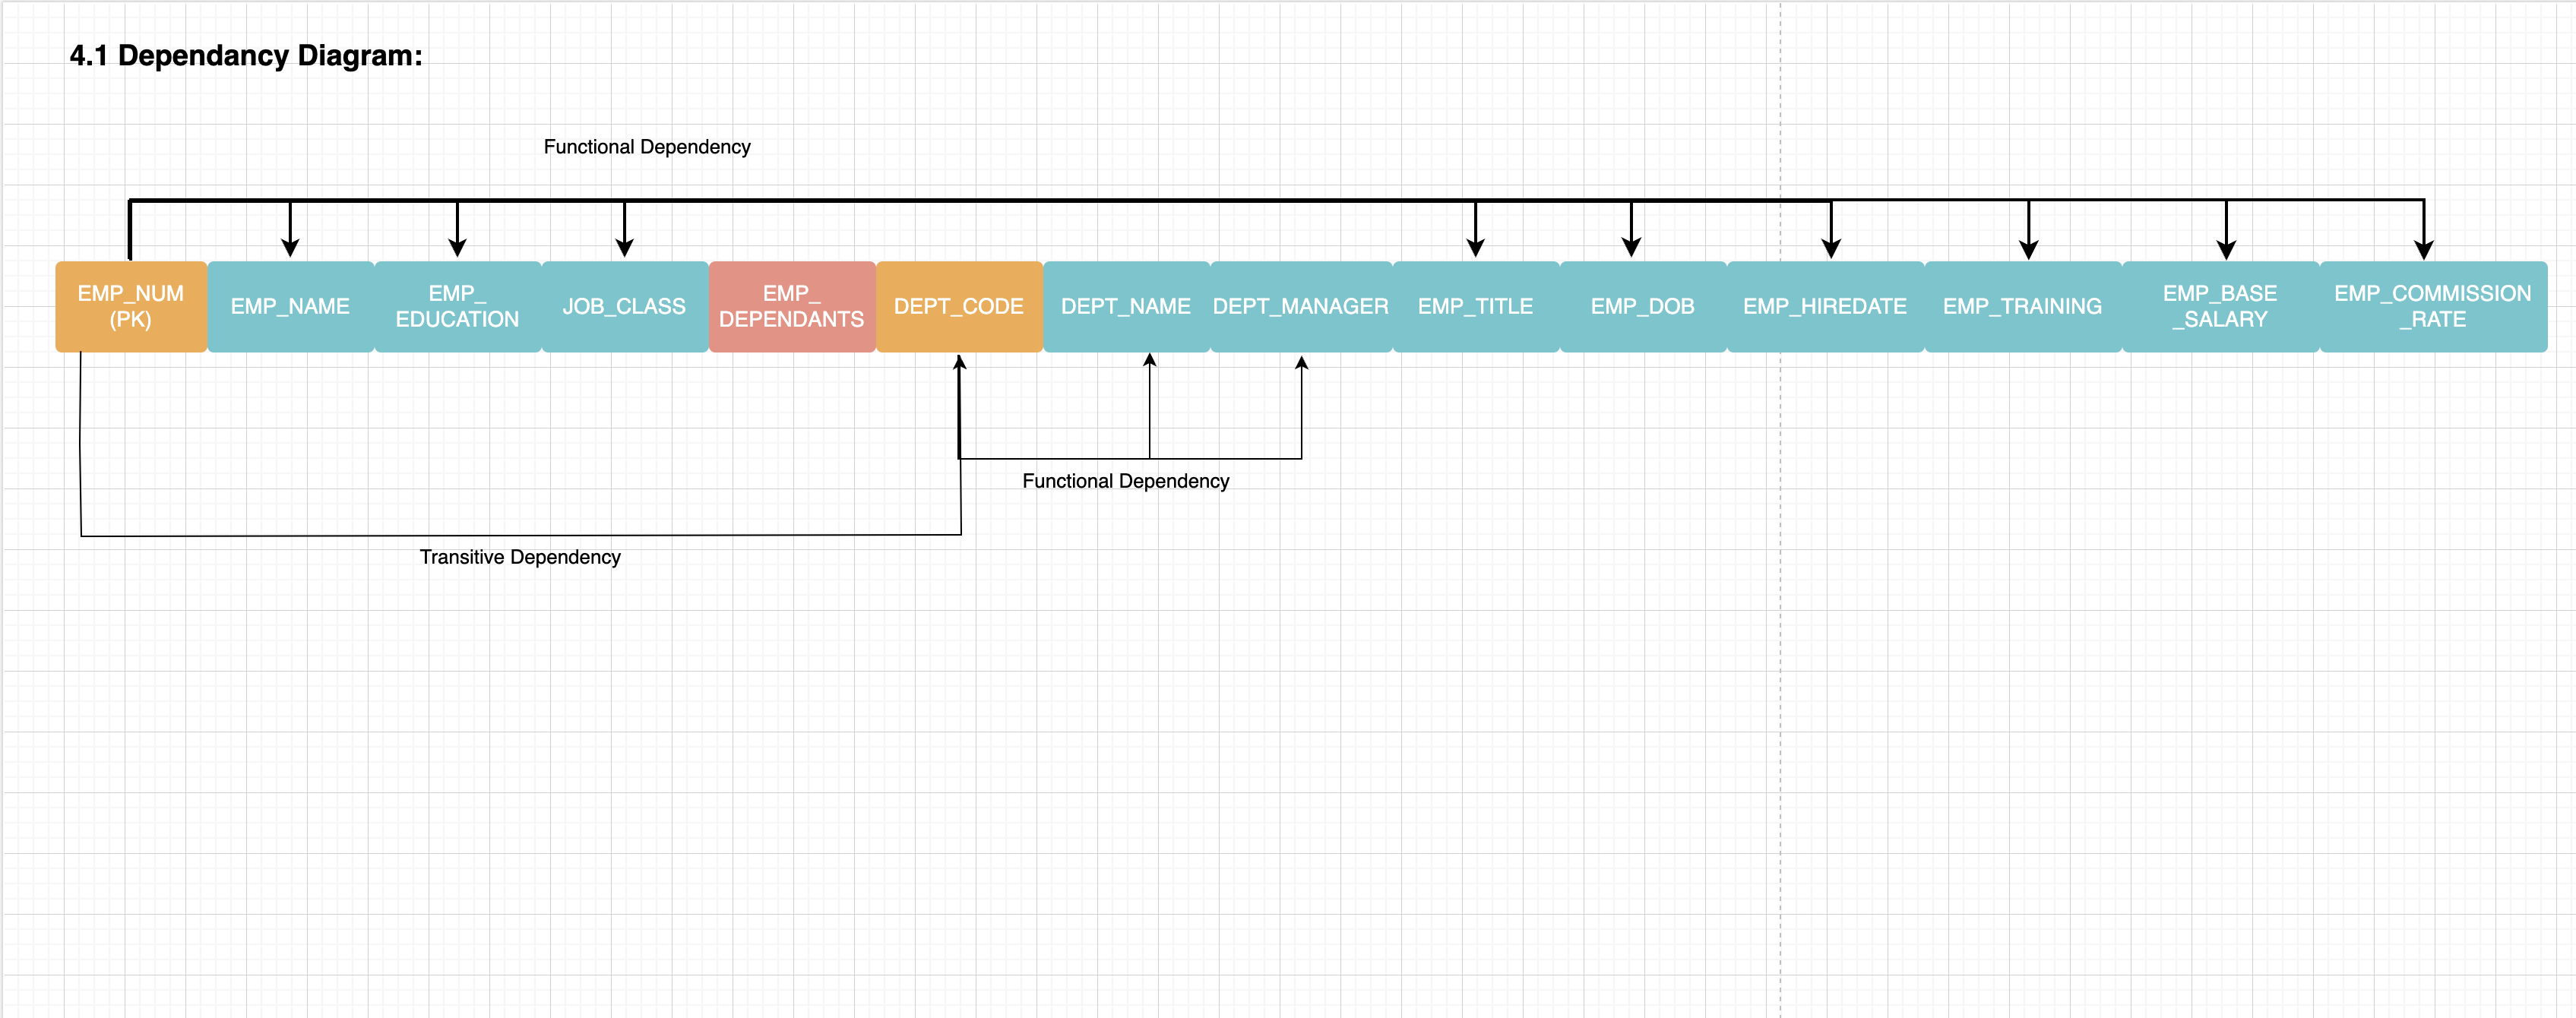 4.1 Dependancy Diagram:
Functional Dependency
EMP_NUM
(PK)
EMP_NAME
EMP_
EDUCATION
JOB_CLASS
EMP_
DEPENDANTS
DEPT_CODE
DEPT_NAME
DEPT_MANAGER
EMP_TITLE
EMP_DOB
EMP_HIREDATE
EMP_TRAINING
EMP_BASE
_SALARY
EMP_COMMISSION
_RATE
Functional Dependency
Transitive Dependency